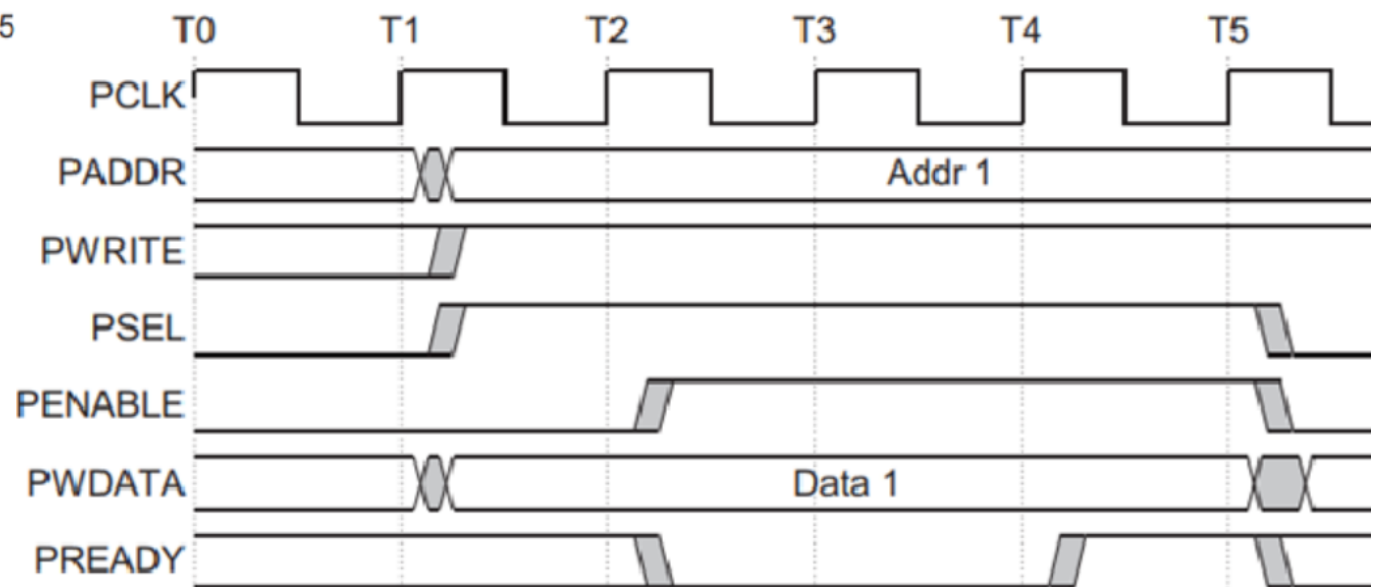 5 T0 T1 T2 T3 T4 T5
PCLK
PADDR Addr 1
PWRITE
PSEL
PENABLE
PWDATA Data 1
PREADY